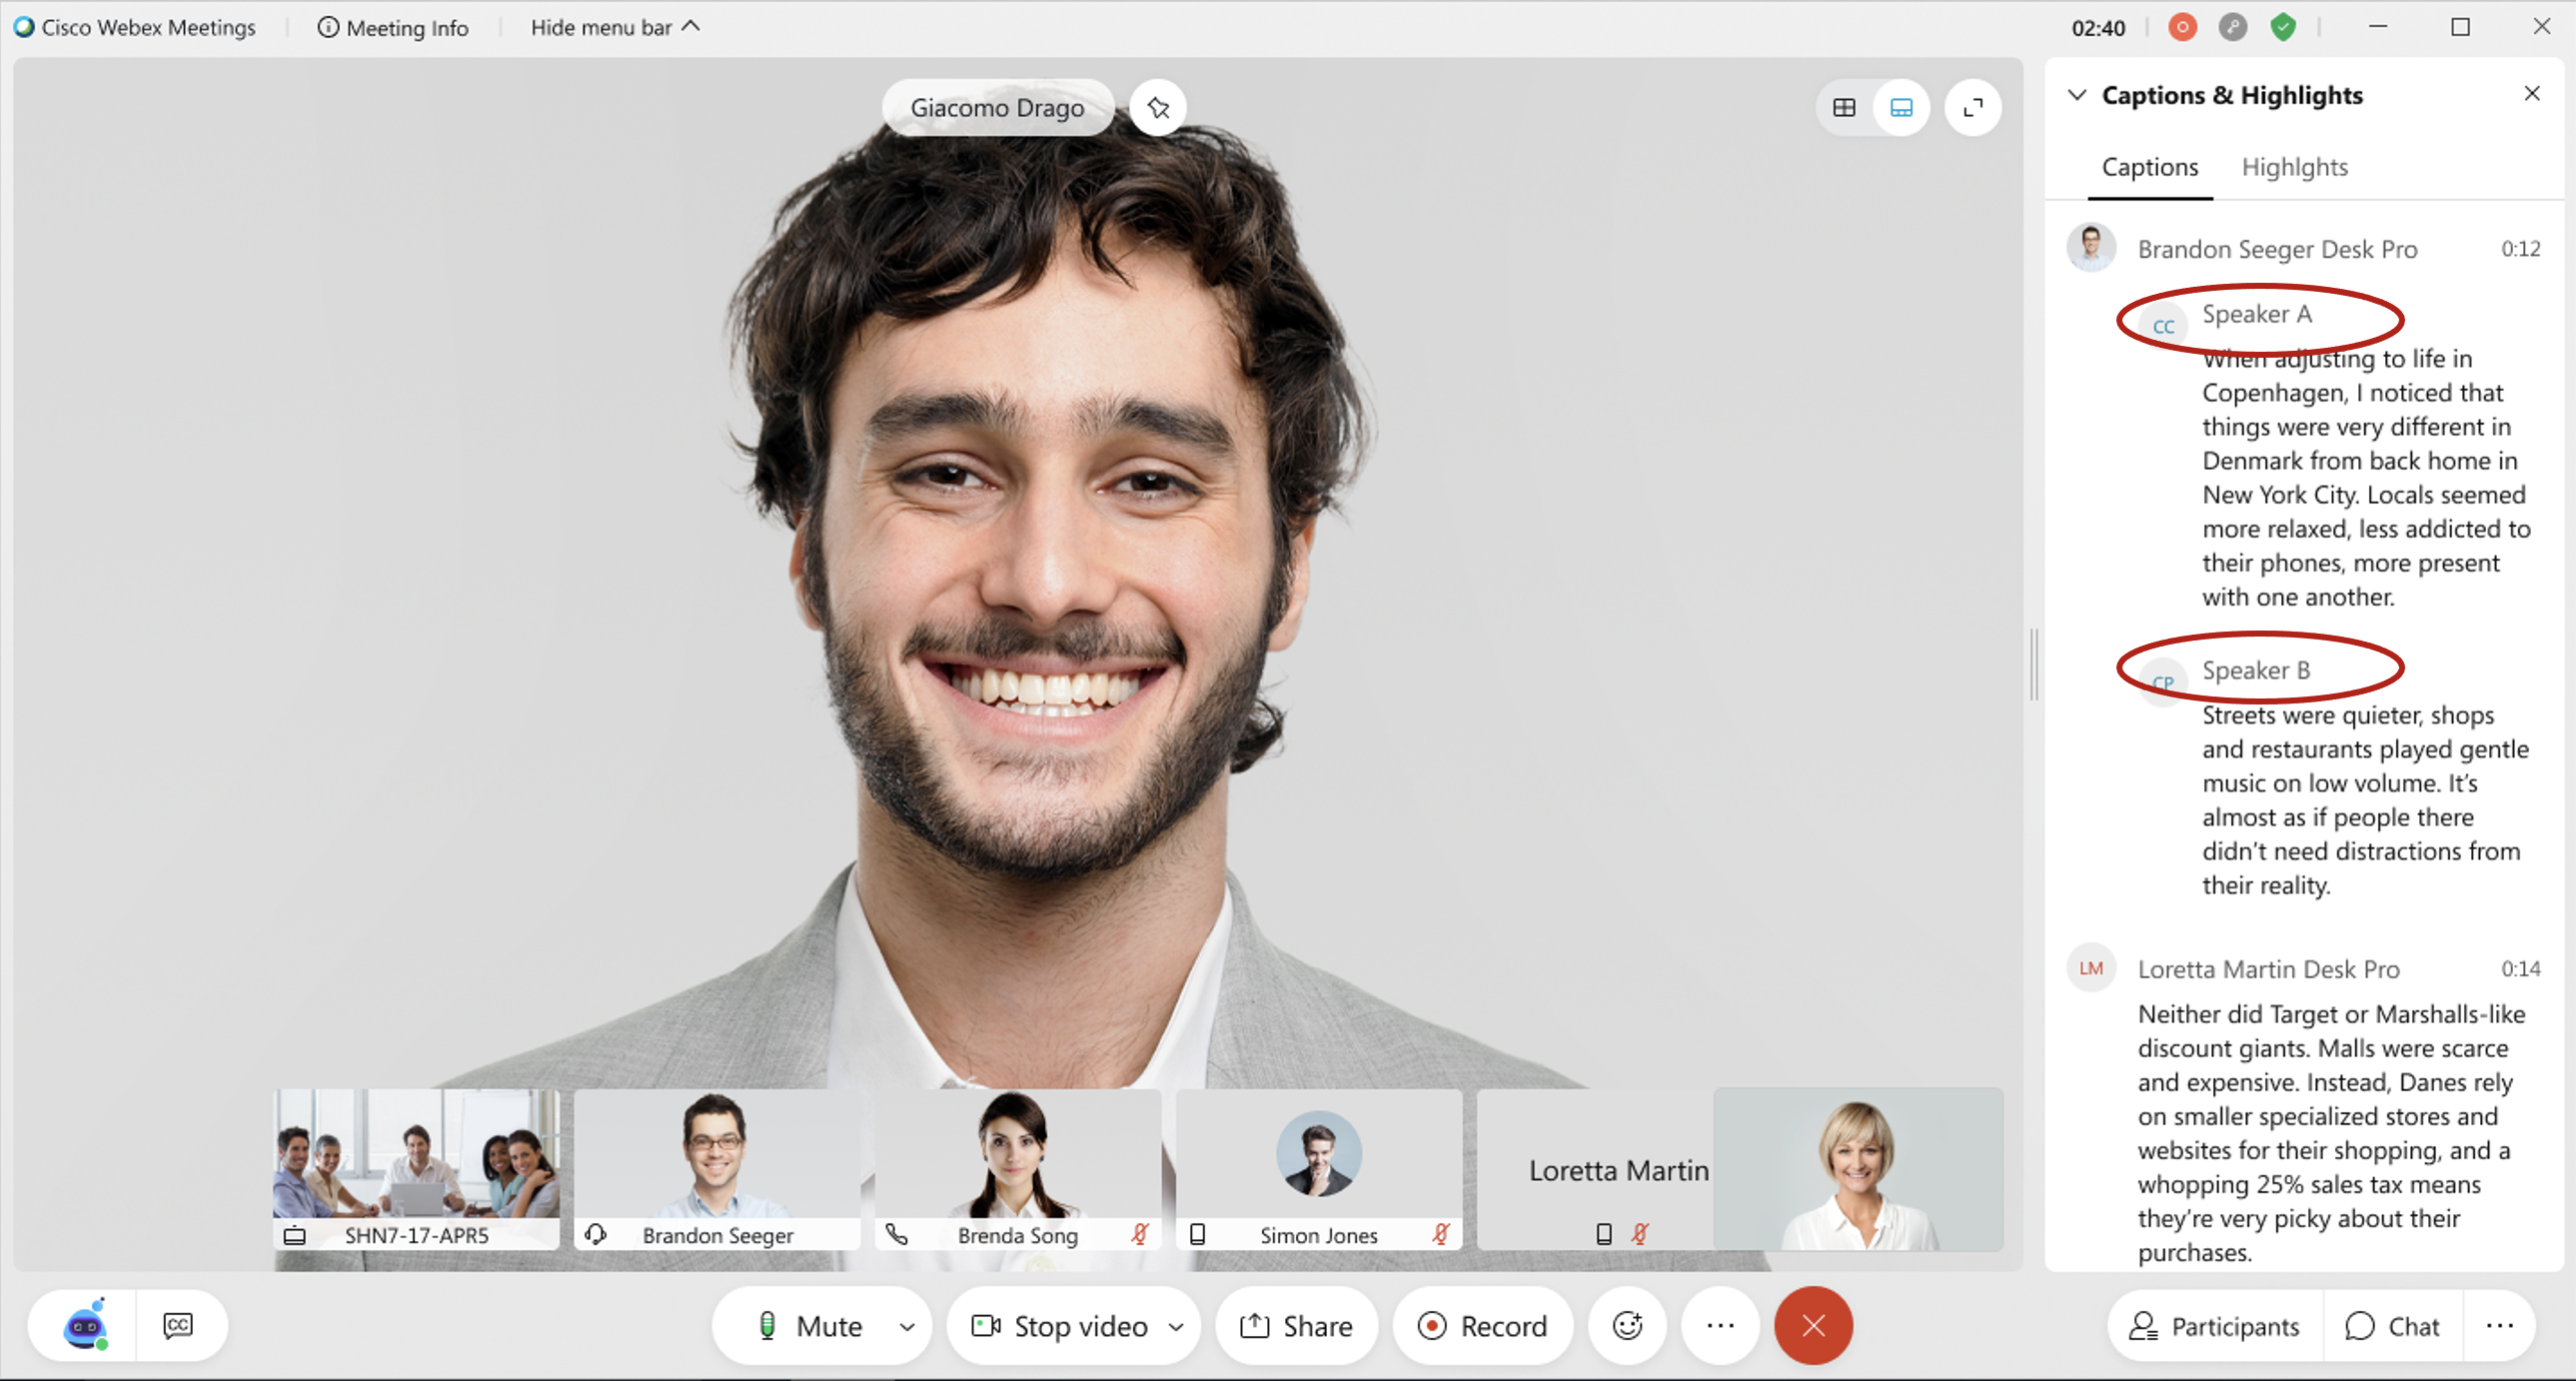 Cisco Webex Meetings
Meeting Info
Hide menu bar
02:40
Giacomo Drago
Captions & Highlights
Captions
Highlghts
Brandon Seeger Desk Pro
0:12
CC
Speaker A
When adjusting to life in
Copenhagen, I noticed that
things were very different in
Denmark from back home in
New York City. Locals seemed
more relaxed, less addicted to
their phones, more present
with one another.
CP
Speaker B
Streets were quieter, shops
and restaurants played gentle
music on low volume. It’s
almost as if people there
didn’t need distractions from
their reality.
LM
Loretta Martin Desk Pro
0:14
Neither did Target or Marshalls-like
discount giants. Malls were scarce
and expensive. Instead, Danes rely
on smaller specialized stores and
websites for their shopping, and a
whopping 25% sales tax means
they’re very picky about their
purchases.
SHN7-17-APR5
Brandon Seeger
Brenda Song
Simon Jones
Loretta Martin
CC
Mute
Stop video
Share
Record
Participants
Chat